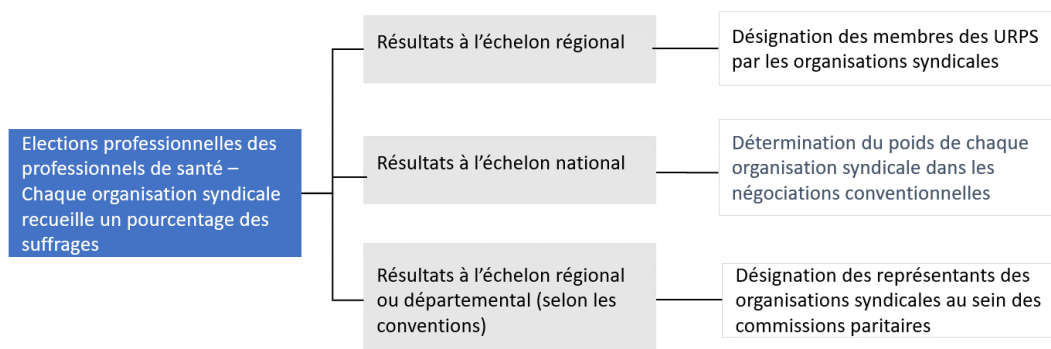 Elections professionnelles des
professionnels de santé –
Chaque organisation syndicale
recueille un pourcentage des
suffrages
Résultats à l’échelon régional
Désignation des membres des URPS
par les organisations syndicales
Résultats à l’échelon national
Détermination du poids de chaque
organisation syndicale dans les
négociations conventionnelles
Résultats à l’échelon régional
ou départemental (selon les
conventions)
Désignation des représentants des
organisations syndicales au sein des
commissions paritaires